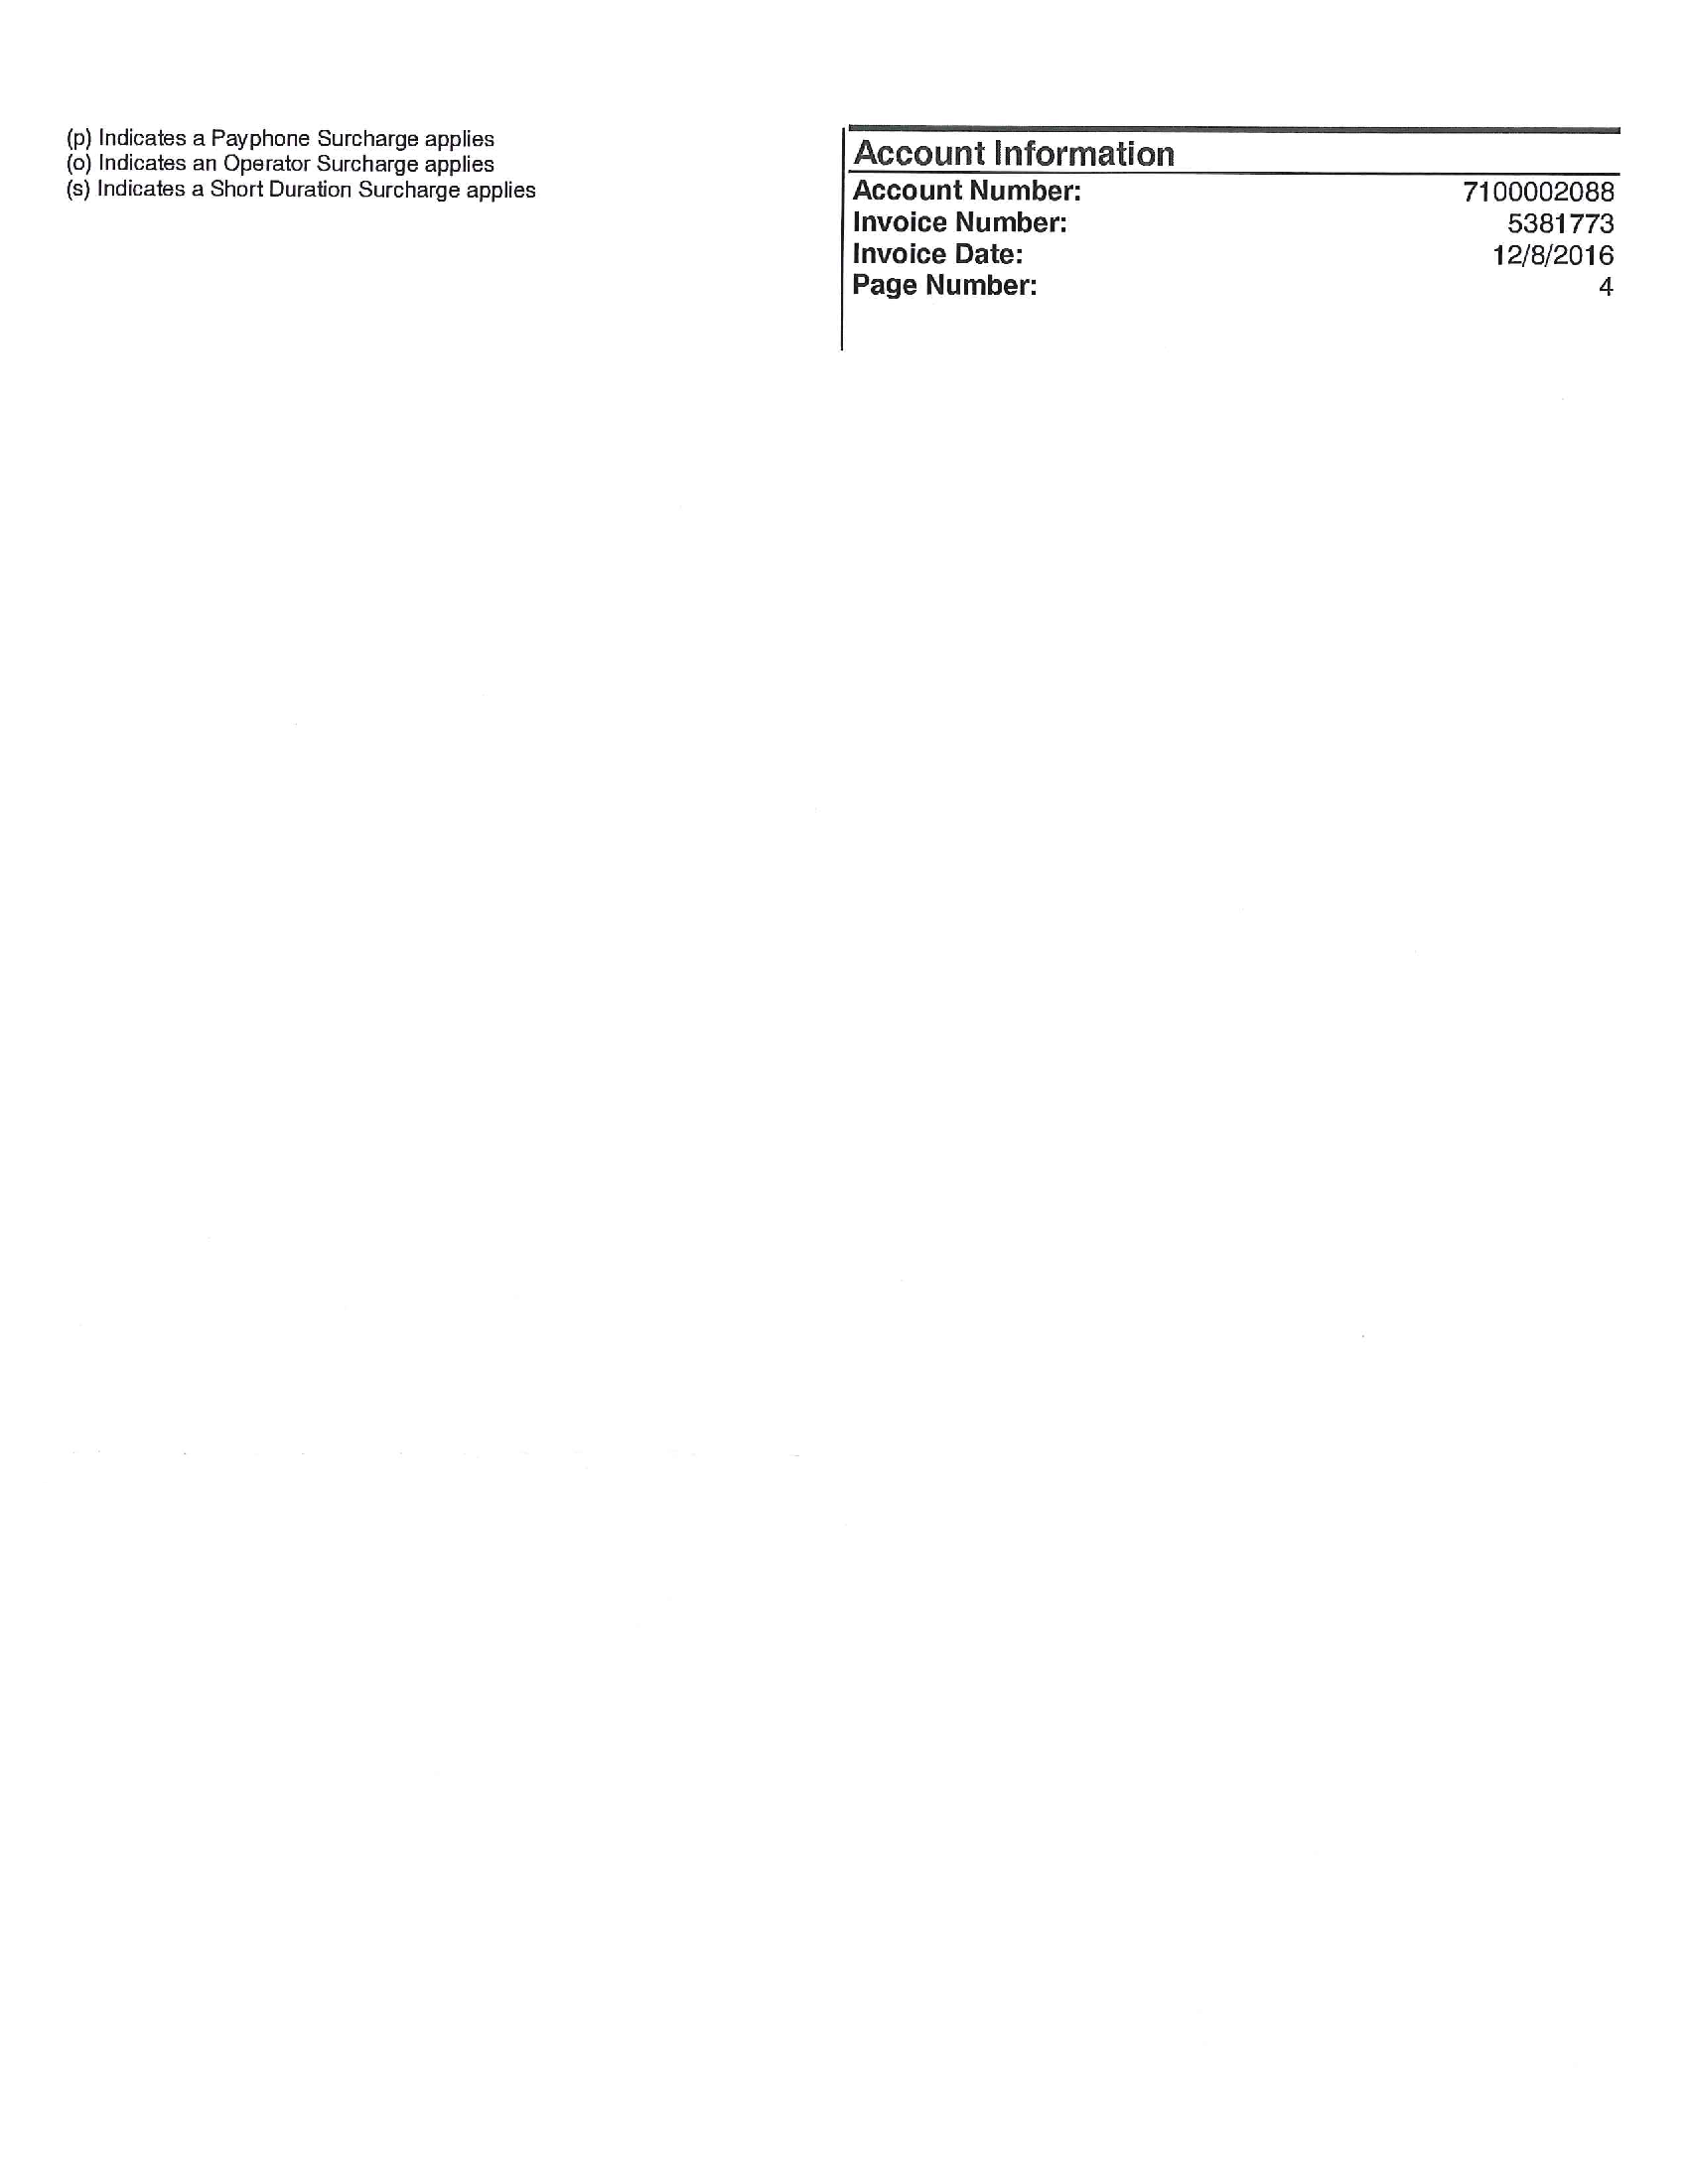 (p) Indicates a Payphone Surcharge applies
(o) Indicates an Operator Surcharge applies
(s) Indicates a Short Duration Surcharge applies
Account Information
Account Number: 7100002088
Invoice Number: 5381773
Invoice Date: 12/8/2016
Page Number: 4